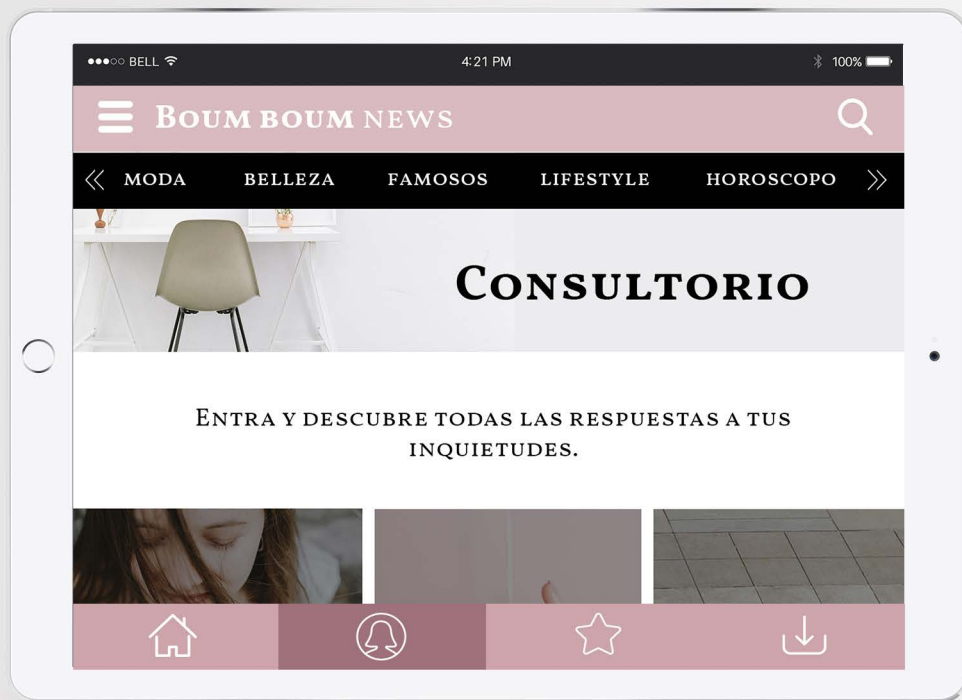 BELL 4:21 PM 100%
BOUM BOUM NEWS
MODA BELLEZA FAMOSOS LIFESTYLE HOROSCOPO
CONSULTORIO
ENTRA Y DESCUBRE TODAS LAS RESPUESTAS A TUS
INQUIETUDES.